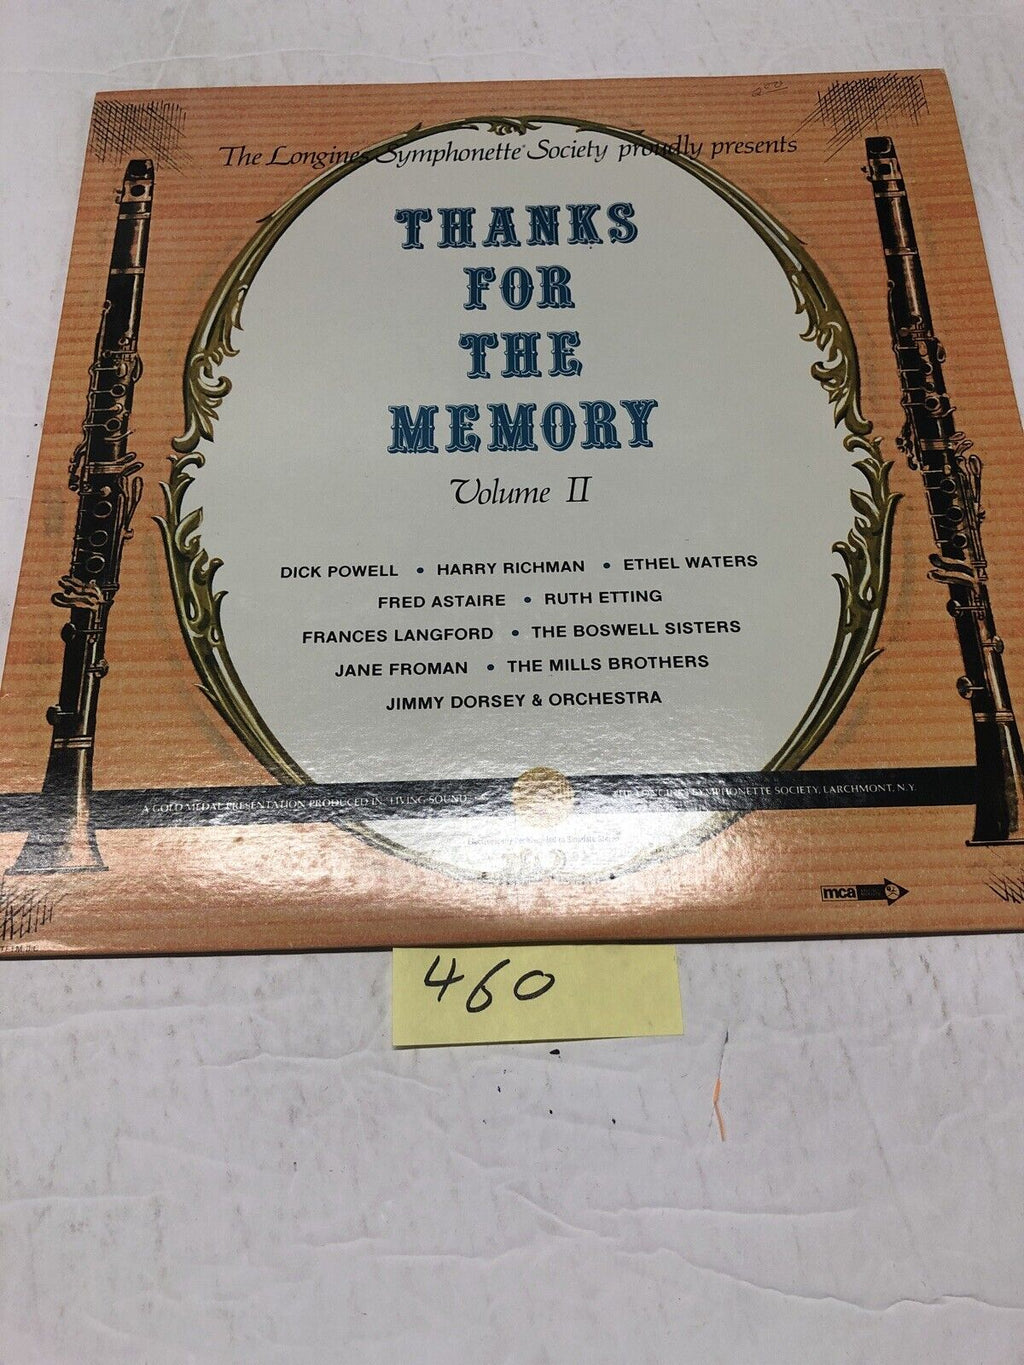 The Longines Symphonette Society proudly presents
THANKS
FOR
THE
MEMORY
Volume II
DICK POWELL • HARRY RICHMAN • ETHEL WATERS
FRED ASTAIRE • RUTH ETTING
FRANCES LANGFORD • THE BOSWELL SISTERS
JANE FROMAN • THE MILLS BROTHERS
JIMMY DORSEY & ORCHESTRA
A GOLD MEDAL PRESENTATION PRODUCED IN "LIVING SOUND" THE LONGINES SYMPHONETTE SOCIETY, LARCHMONT, N.Y.
mca
460